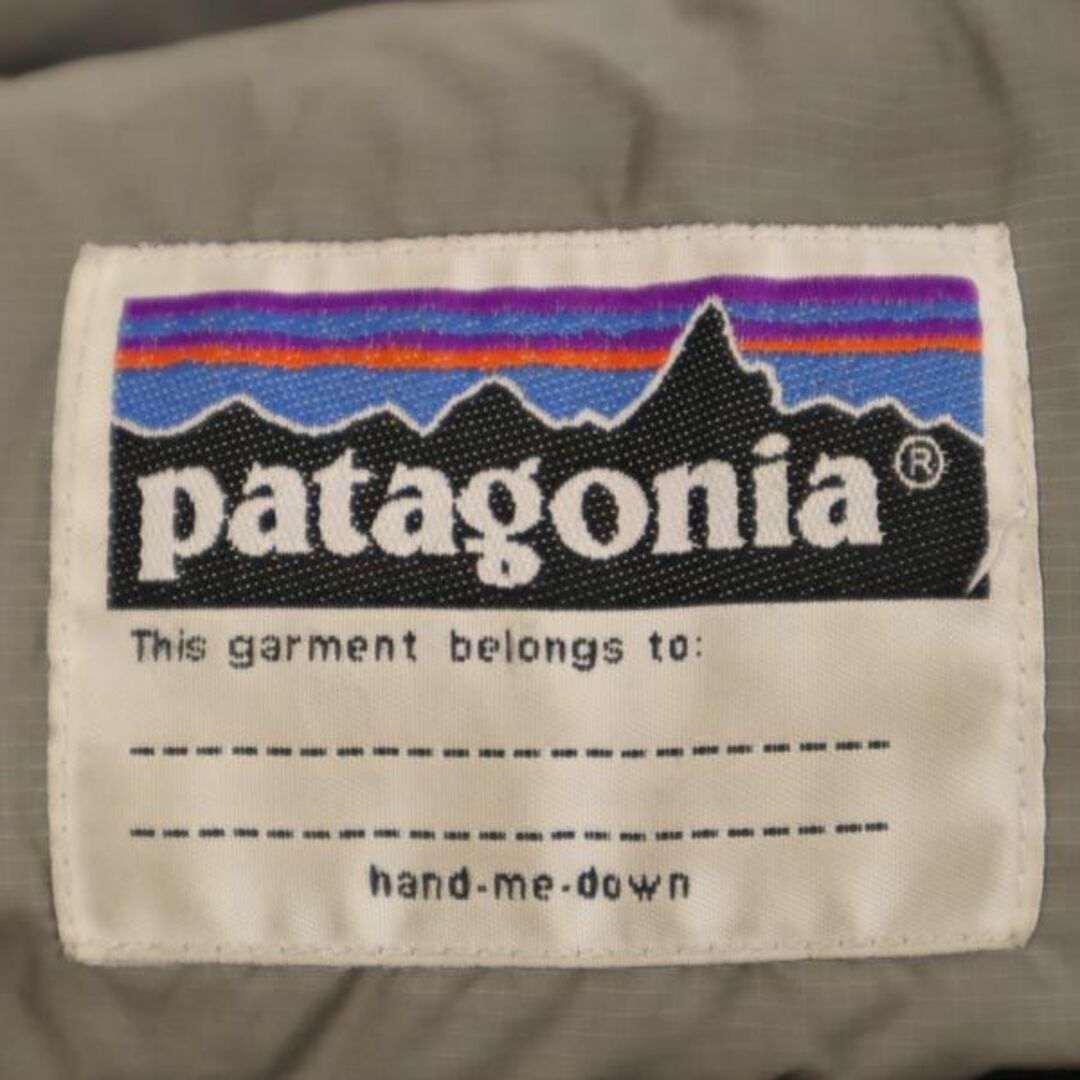 patagonia®
This garment belongs to:
hand-me-down